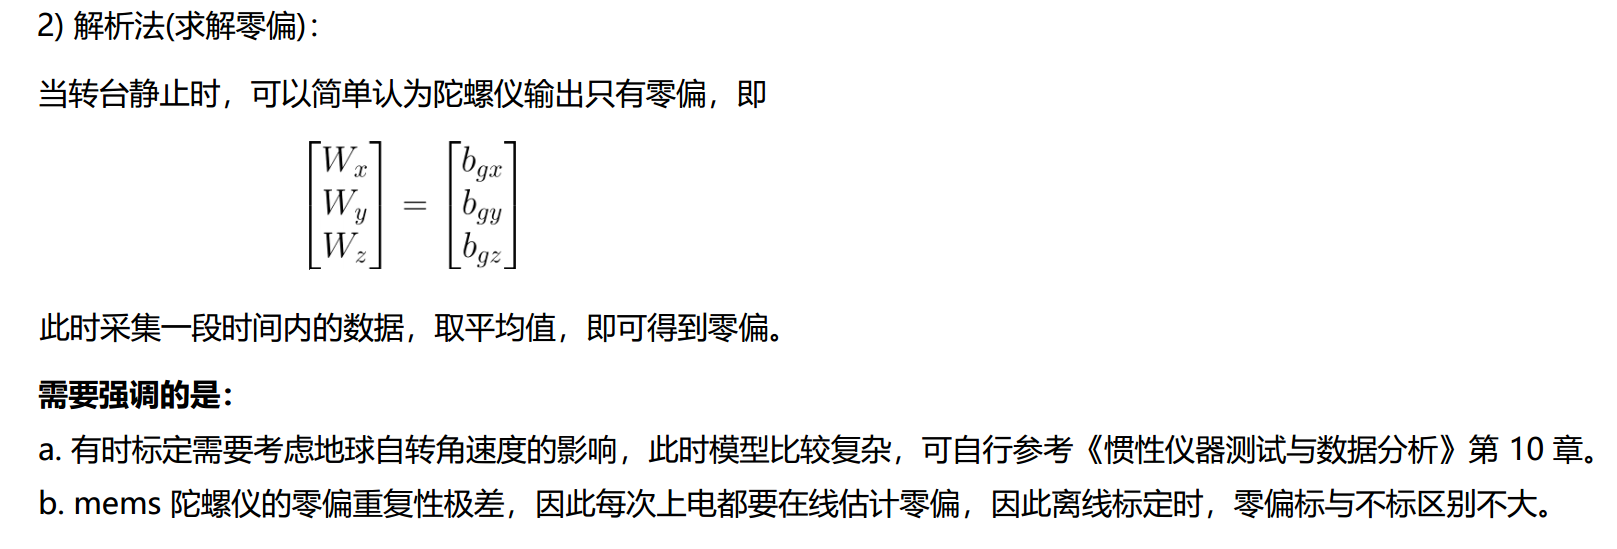 2) 解析法(求解零偏)：
当转台静止时，可以简单认为陀螺仪输出只有零偏，即
$$\begin{bmatrix} W_x \\ W_y \\ W_z \end{bmatrix} = \begin{bmatrix} b_{gx} \\ b_{gy} \\ b_{gz} \end{bmatrix}$$
此时采集一段时间内的数据，取平均值，即可得到零偏。
需要强调的是：
a. 有时标定需要考虑地球自转角速度的影响，此时模型比较复杂，可自行参考《惯性仪器测试与数据分析》第 10 章。
b. mems 陀螺仪的零偏重复性极差，因此每次上电都要在线估计零偏，因此离线标定时，零偏标与不标区别不大。